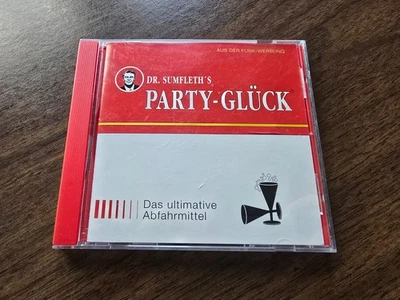 AUS DER FUNK-WERBUNG
DR. SUMFLETH´S
PARTY-GLÜCK
Das ultimative
Abfahrmittel